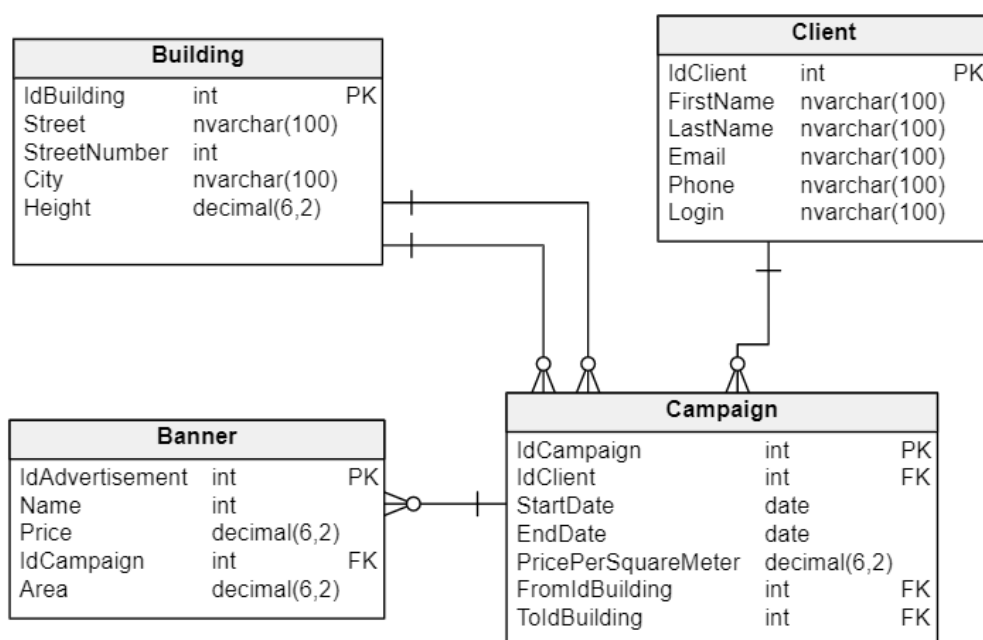 Building
IdBuilding int PK
Street nvarchar(100)
StreetNumber int
City nvarchar(100)
Height decimal(6,2)
Client
IdClient int PK
FirstName nvarchar(100)
LastName nvarchar(100)
Email nvarchar(100)
Phone nvarchar(100)
Login nvarchar(100)
Banner
IdAdvertisement int PK
Name int
Price decimal(6,2)
IdCampaign int FK
Area decimal(6,2)
Campaign
IdCampaign int PK
IdClient int FK
StartDate date
EndDate date
PricePerSquareMeter decimal(6,2)
FromIdBuilding int FK
ToIdBuilding int FK